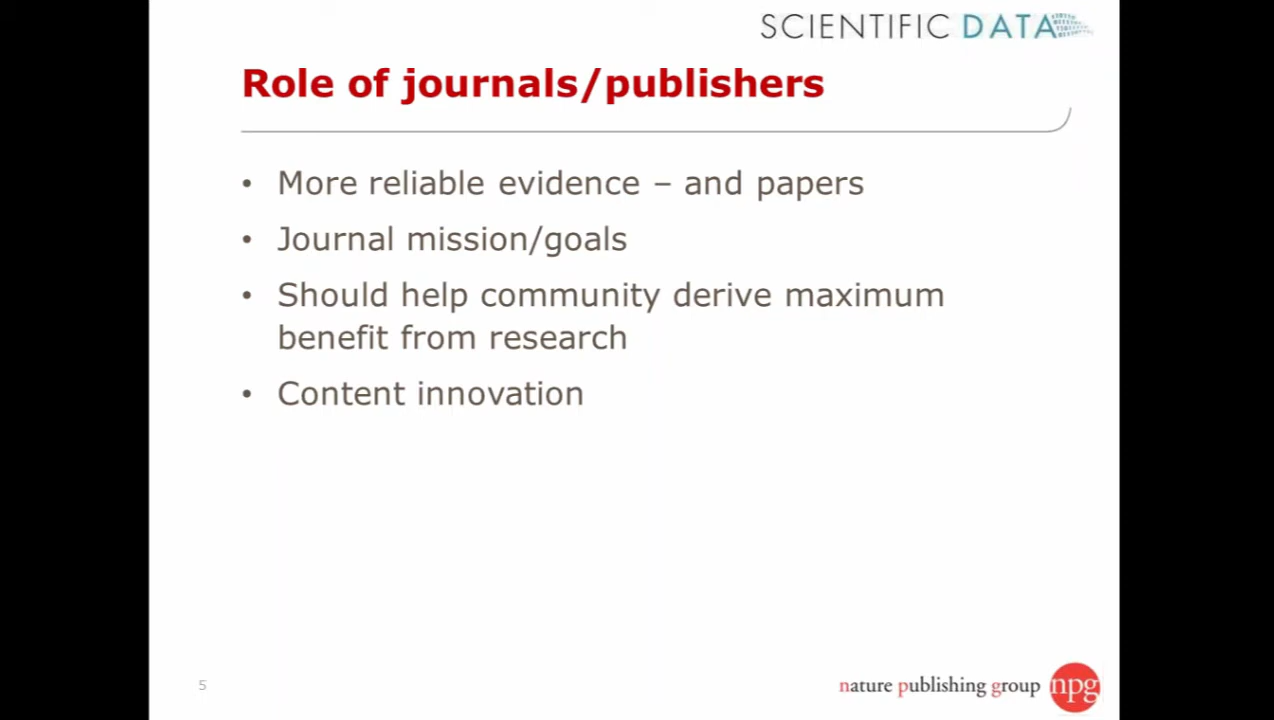 SCIENTIFIC DATA
Role of journals/publishers
• More reliable evidence – and papers
• Journal mission/goals
• Should help community derive maximum
benefit from research
• Content innovation
5
nature publishing group npg